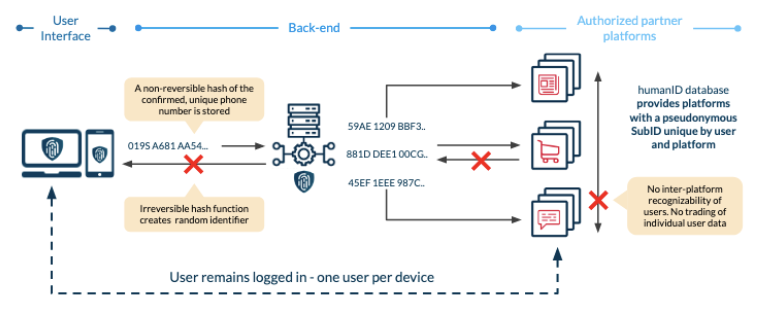 User
Interface
Back-end
Authorized partner
platforms
A non-reversible hash of the
confirmed, unique phone
number is stored
019S A681 AA54...
Irreversible hash function
creates random identifier
59AE 1209 BBF3..
881D DEE1 00CG..
45EF 1EEE 987C..
humanID database
provides platforms
with a pseudonymous
SubID unique by user
and platform
No inter-platform
recognizability of
users. No trading of
individual user data
User remains logged in - one user per device